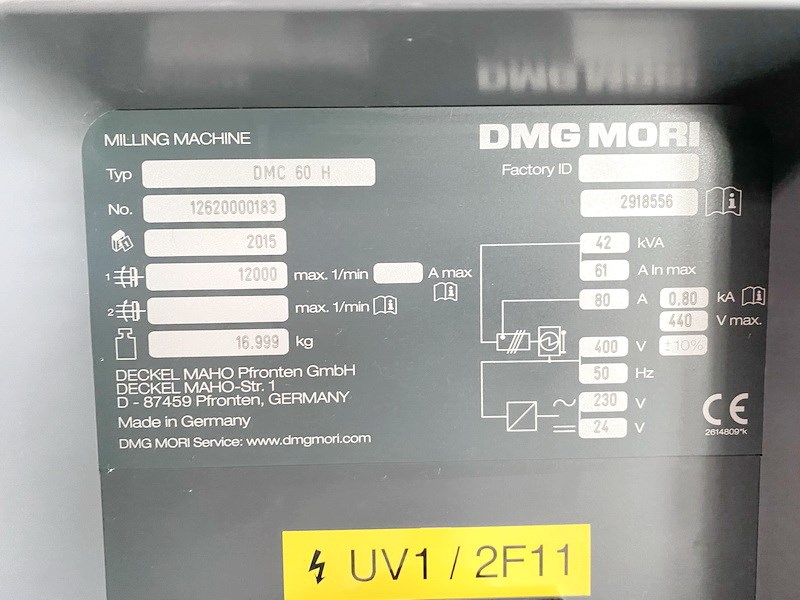 MILLING MACHINE
DMG MORI
Typ DMC 60 H
Factory ID
No. 12620000183
2918556
2015
42 kVA
1 12000 max. 1/min A max
61 A In max
2 max. 1/min
80 A 0.80 kA
440 V max.
16.999 kg
400 V ±10%
50 Hz
DECKEL MAHO Pfronten GmbH
DECKEL MAHO-Str. 1
D - 87459 Pfronten, GERMANY
230 V
Made in Germany
24 V
CE
2614809*k
DMG MORI Service: www.dmgmori.com
UV1 / 2F11